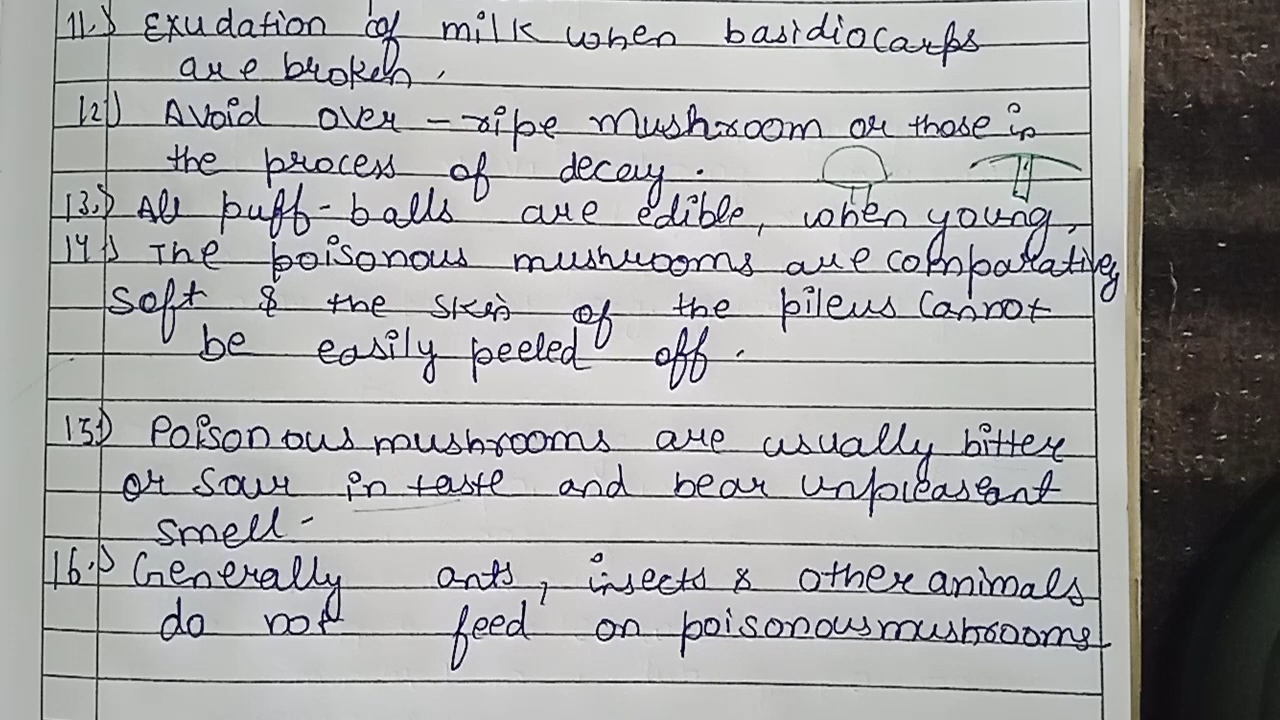 11.) Exudation of milk when basidiocarps
are broken.
12) Avoid over-ripe mushroom or those in
the process of decay.
13.) All puff-balls are edible, when young.
14) The poisonous mushrooms are comparatively
soft & the skin of the pileus cannot
be easily peeled off.
15) Poisonous mushrooms are usually bitter
or sour in taste and bear unpleasant
smell-
16.) Generally ants, insects & other animals
do not feed on poisonous mushrooms